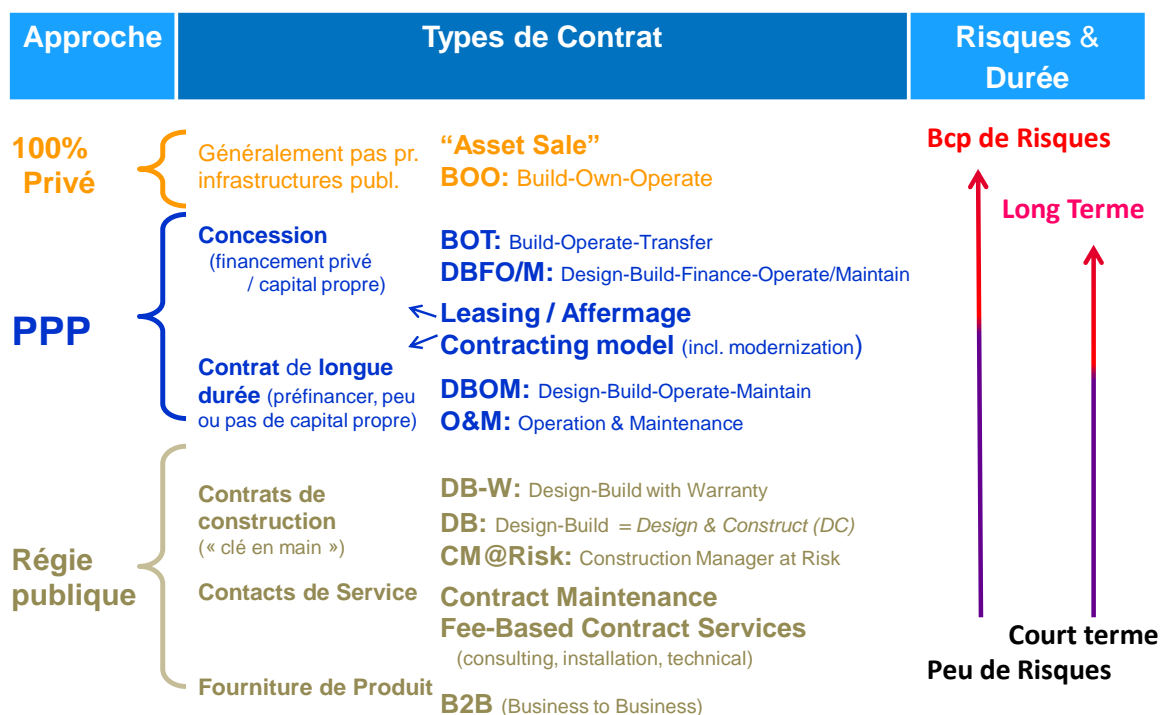 Approche
Types de Contrat
Risques &
Durée
100%
Privé
Généralement pas pr.
infrastructures publ.
“Asset Sale”
BOO: Build-Own-Operate
Bcp de Risques
Long Terme
PPP
Concession
(financement privé
/ capital propre)
BOT: Build-Operate-Transfer
DBFO/M: Design-Build-Finance-Operate/Maintain
Leasing / Affermage
Contracting model (incl. modernization)
Contrat de longue
durée (préfinancer, peu
ou pas de capital propre)
DBOM: Design-Build-Operate-Maintain
O&M: Operation & Maintenance
Régie
publique
Contrats de
construction
(« clé en main »)
DB-W: Design-Build with Warranty
DB: Design-Build = Design & Construct (DC)
CM@Risk: Construction Manager at Risk
Contacts de Service
Contract Maintenance
Fee-Based Contract Services
(consulting, installation, technical)
Fourniture de Produit
B2B (Business to Business)
Court terme
Peu de Risques